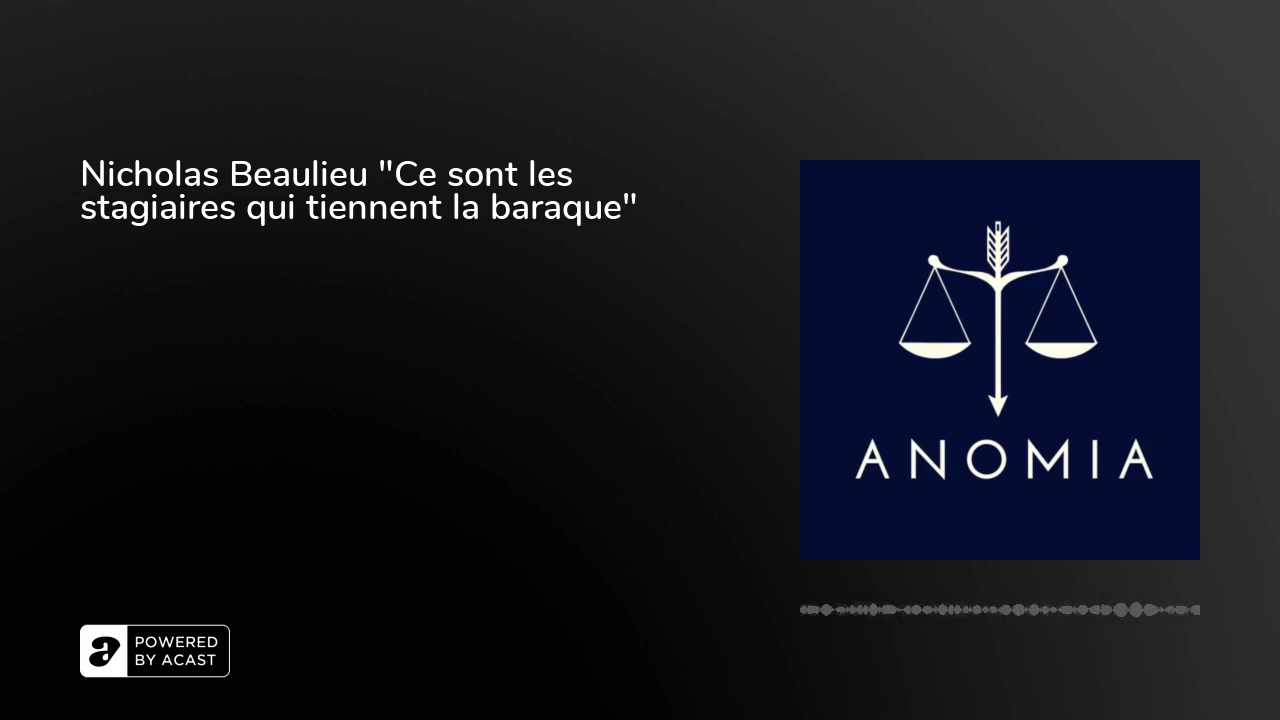 Nicholas Beaulieu "Ce sont les
stagiaires qui tiennent la baraque"
ANOMIA
POWERED
BY ACAST